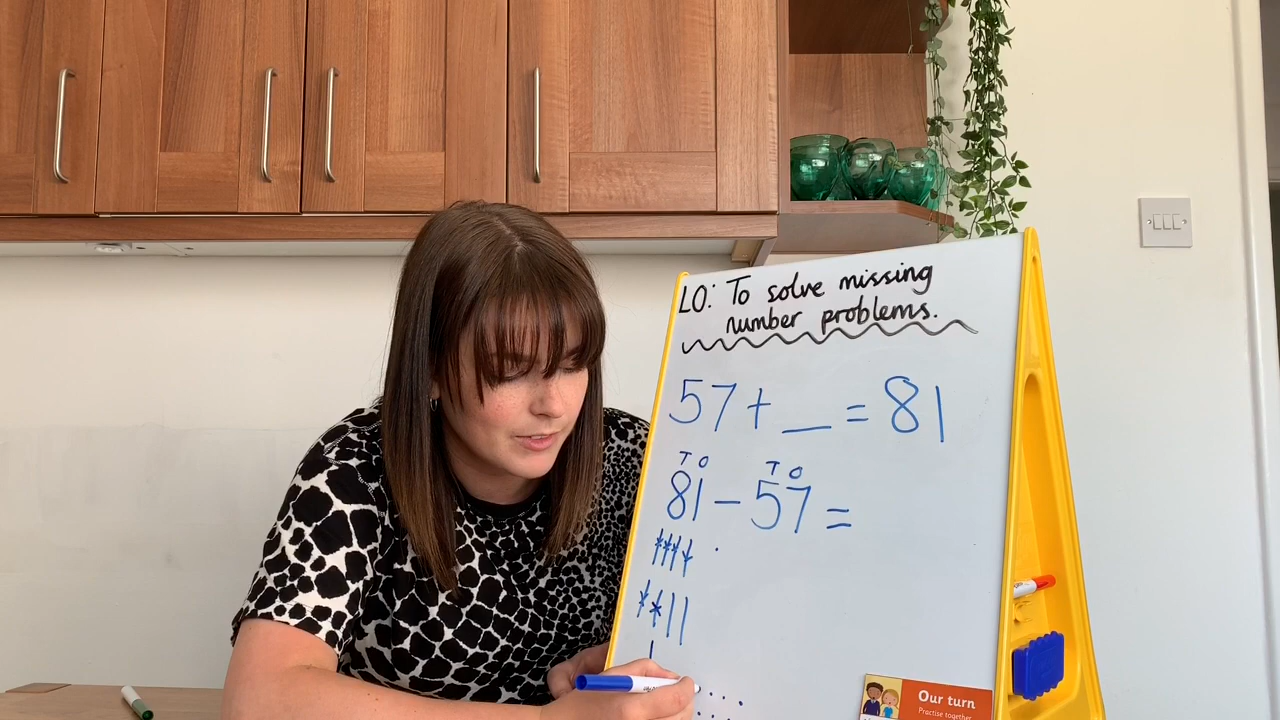 LO: To solve missing
number problems.
57 + __ = 81
T O T O
81 - 57 =
Our turn
Practise together